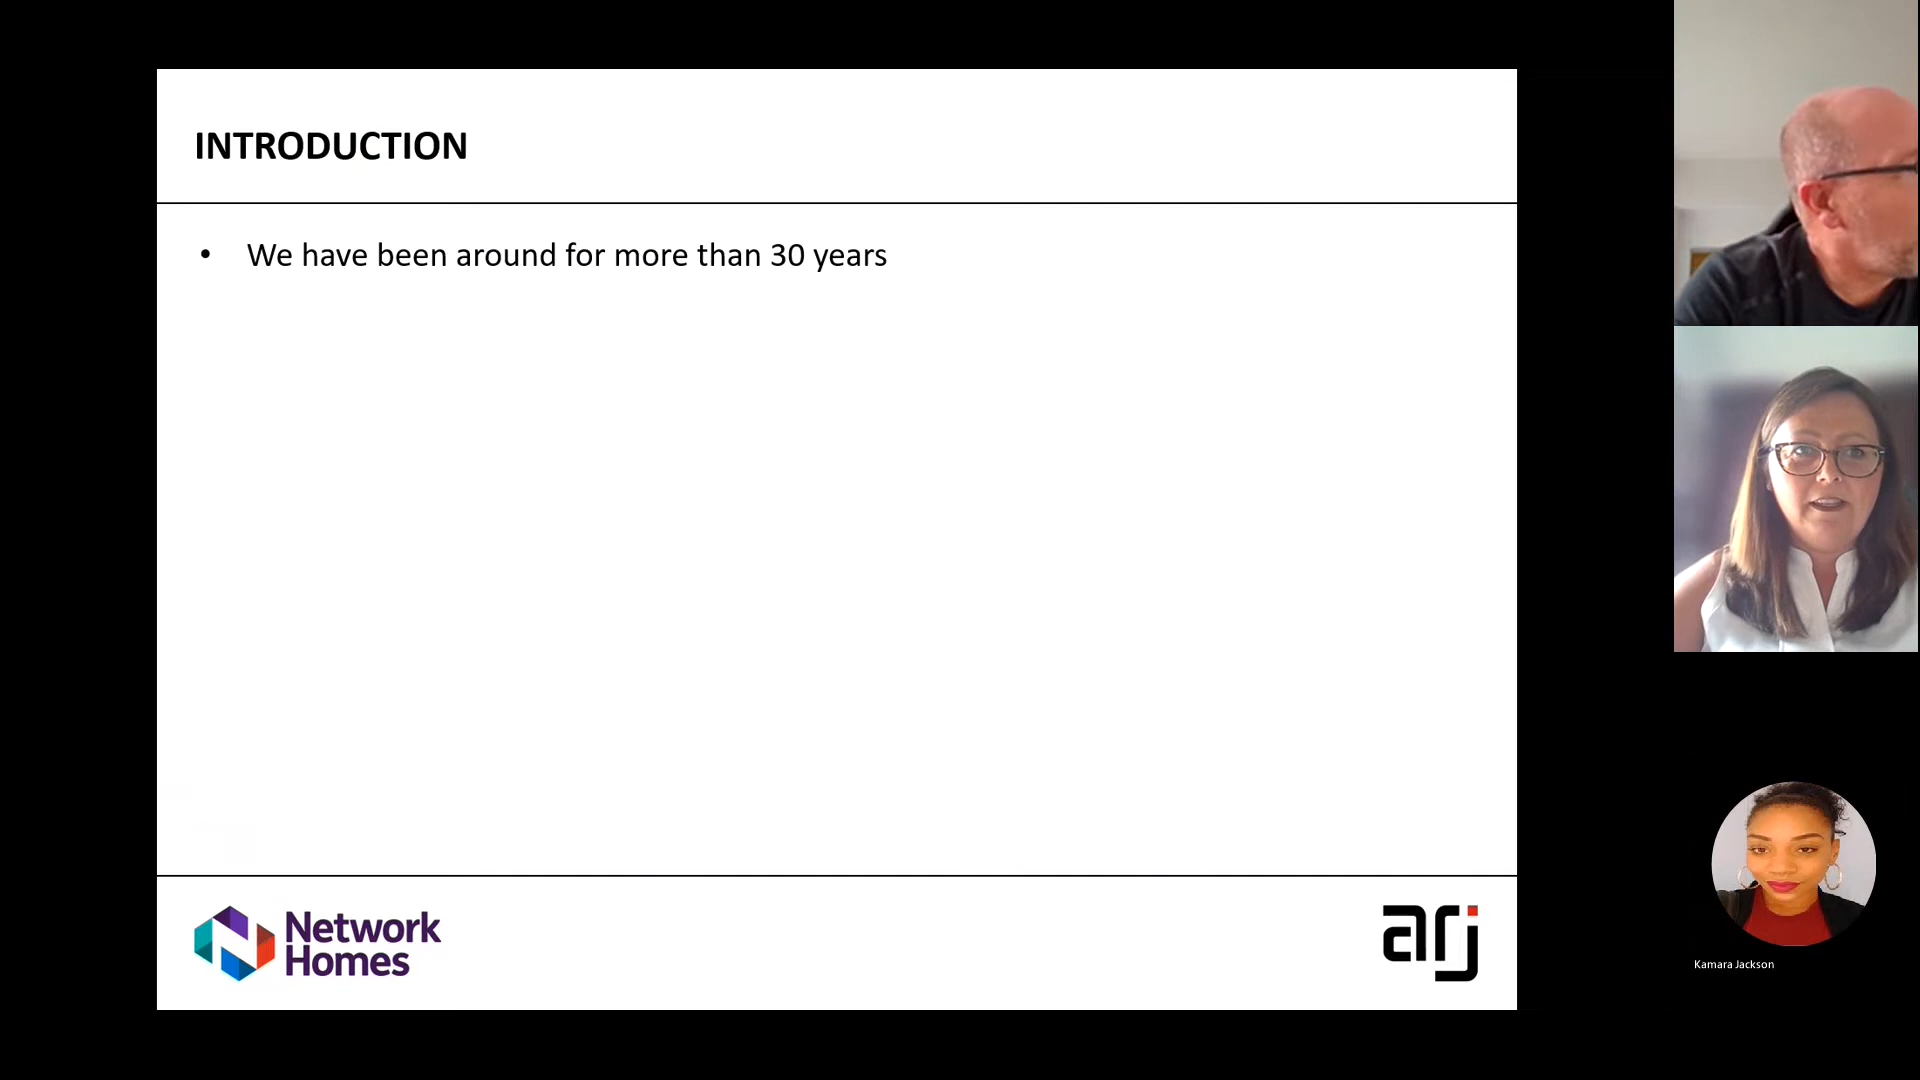 INTRODUCTION
• We have been around for more than 30 years
Network
Homes
arj
Kamara Jackson